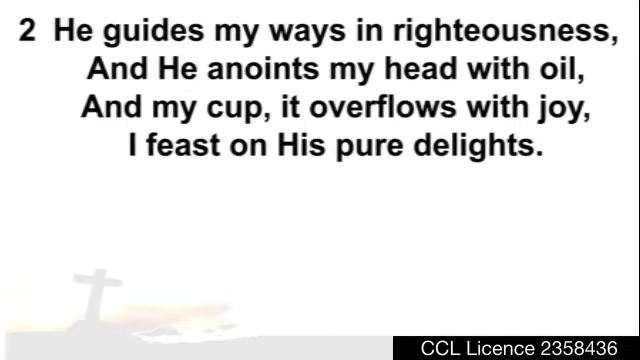 2 He guides my ways in righteousness,
And He anoints my head with oil,
And my cup, it overflows with joy,
I feast on His pure delights.
CCL Licence 2358436